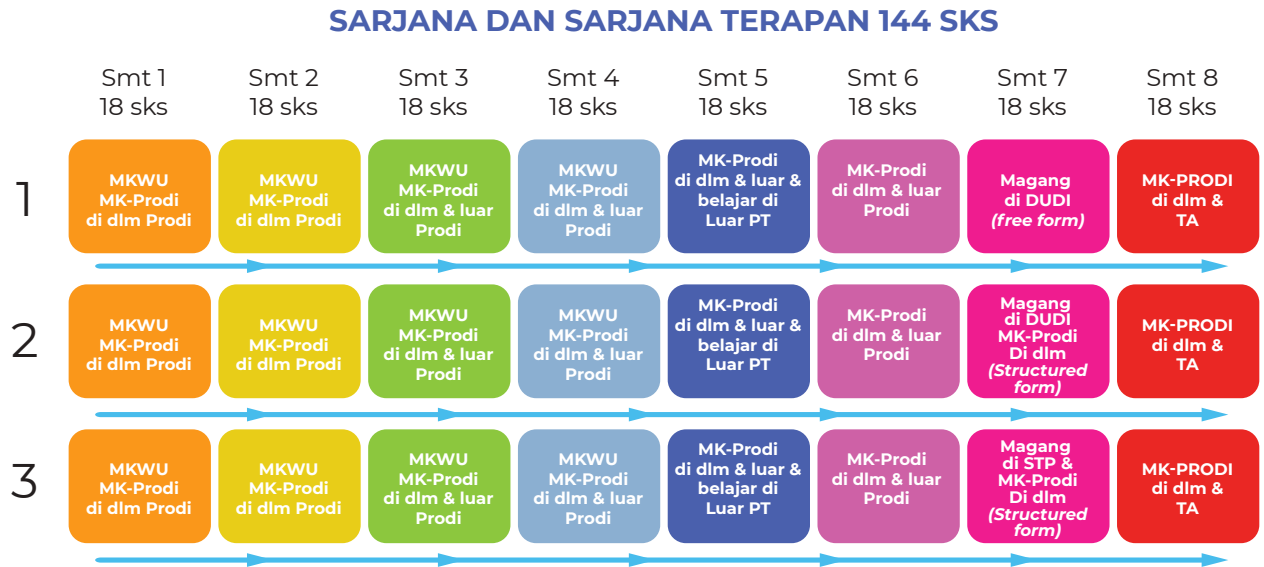 SARJANA DAN SARJANA TERAPAN 144 SKS
Smt 1
18 sks
Smt 2
18 sks
Smt 3
18 sks
Smt 4
18 sks
Smt 5
18 sks
Smt 6
18 sks
Smt 7
18 sks
Smt 8
18 sks
1
MKWU
MK-Prodi
di dlm Prodi
MKWU
MK-Prodi
di dlm Prodi
MKWU
MK-Prodi
di dlm & luar
Prodi
MKWU
MK-Prodi
di dlm & luar
Prodi
MK-Prodi
di dlm & luar &
belajar di
Luar PT
MK-Prodi
di dlm & luar
Prodi
Magang
di DUDI
(free form)
MK-PRODI
di dlm &
TA
2
MKWU
MK-Prodi
di dlm Prodi
MKWU
MK-Prodi
di dlm Prodi
MKWU
MK-Prodi
di dlm & luar
Prodi
MKWU
MK-Prodi
di dlm & luar
Prodi
MK-Prodi
di dlm & luar &
belajar di
Luar PT
MK-Prodi
di dlm & luar
Prodi
Magang
di DUDI
MK-Prodi
Di dlm
(Structured
form)
MK-PRODI
di dlm &
TA
3
MKWU
MK-Prodi
di dlm Prodi
MKWU
MK-Prodi
di dlm Prodi
MKWU
MK-Prodi
di dlm & luar
Prodi
MKWU
MK-Prodi
di dlm & luar
Prodi
MK-Prodi
di dlm & luar &
belajar di
Luar PT
MK-Prodi
di dlm & luar
Prodi
Magang
di STP &
MK-Prodi
Di dlm
(Structured
form)
MK-PRODI
di dlm &
TA